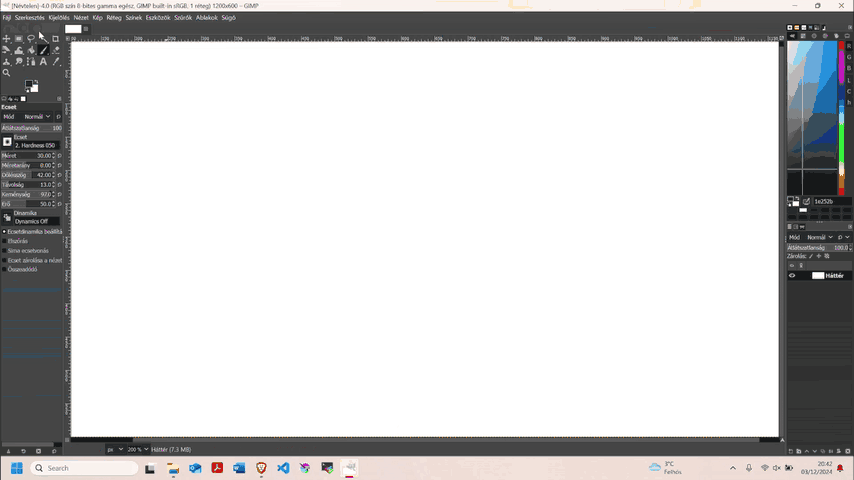 [Névtelen]-4.0 (RGB szín 8-bites gamma egész, GIMP built-in sRGB, 1 réteg) 1200x600 – GIMP
Fájl Szerkesztés Kijelölés Nézet Kép Réteg Színek Eszközök Szűrők Ablakok Súgó
Ecset
Mód Normál
Átlátszatlanság 100
Ecset
2. Hardness 050
Méret 30.00
Méretarány 0.00
Dőlésszög 42.00
Távolság 13.0
Keménység 97.0
Erő 50.0
Dinamika
Dynamics Off
Ecsetdinamika beállítá
Elszórás
Sima ecsetvonás
Ecset zárolása a nézet
Összeadódó
R
G
B
L
C
h
1e252b
Mód Normál
Átlátszatlanság 100,0
Zárolás:
Háttér
px 200 % Háttér (7,3 MB)
Search
3°C
Felhős
20:42
03/12/2024